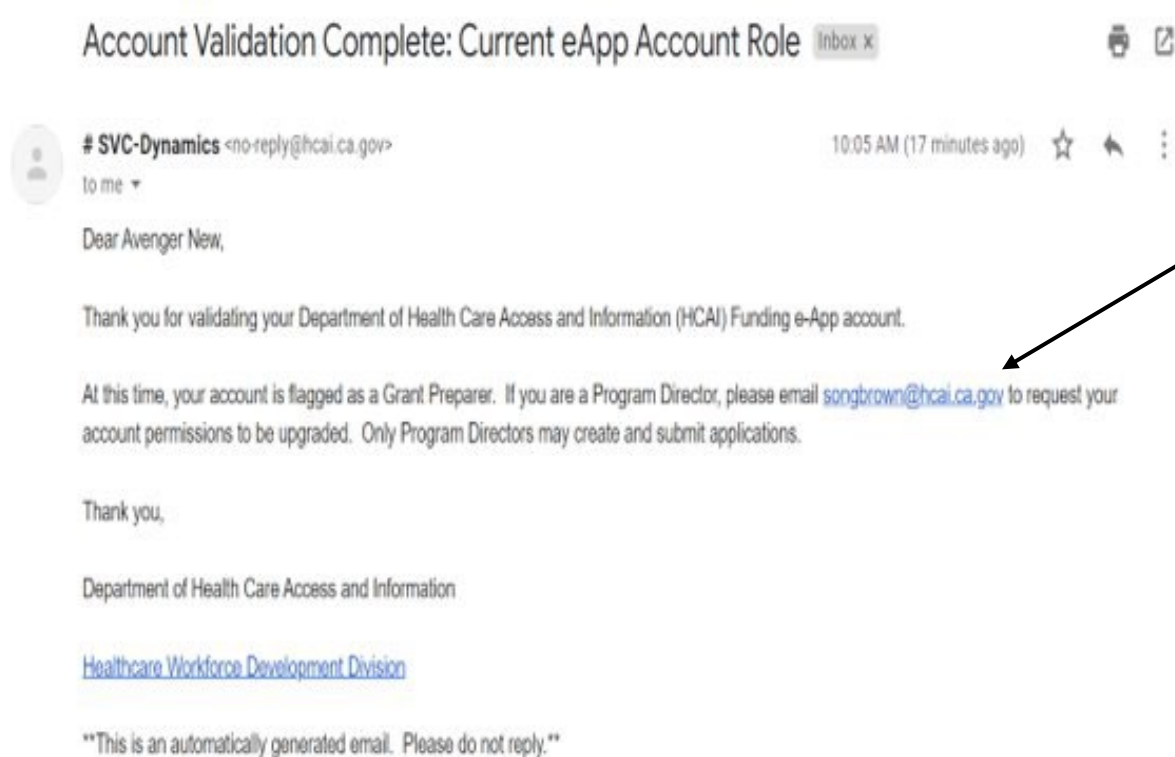 Account Validation Complete: Current eApp Account Role Inbox x
# SVC-Dynamics <no-reply@hcai.ca.gov> 10:05 AM (17 minutes ago)
to me
Dear Avenger New,
Thank you for validating your Department of Health Care Access and Information (HCAI) Funding e-App account.
At this time, your account is flagged as a Grant Preparer. If you are a Program Director, please email songbrown@hcai.ca.gov to request your
account permissions to be upgraded. Only Program Directors may create and submit applications.
Thank you,
Department of Health Care Access and Information
Healthcare Workforce Development Division
**This is an automatically generated email. Please do not reply.**